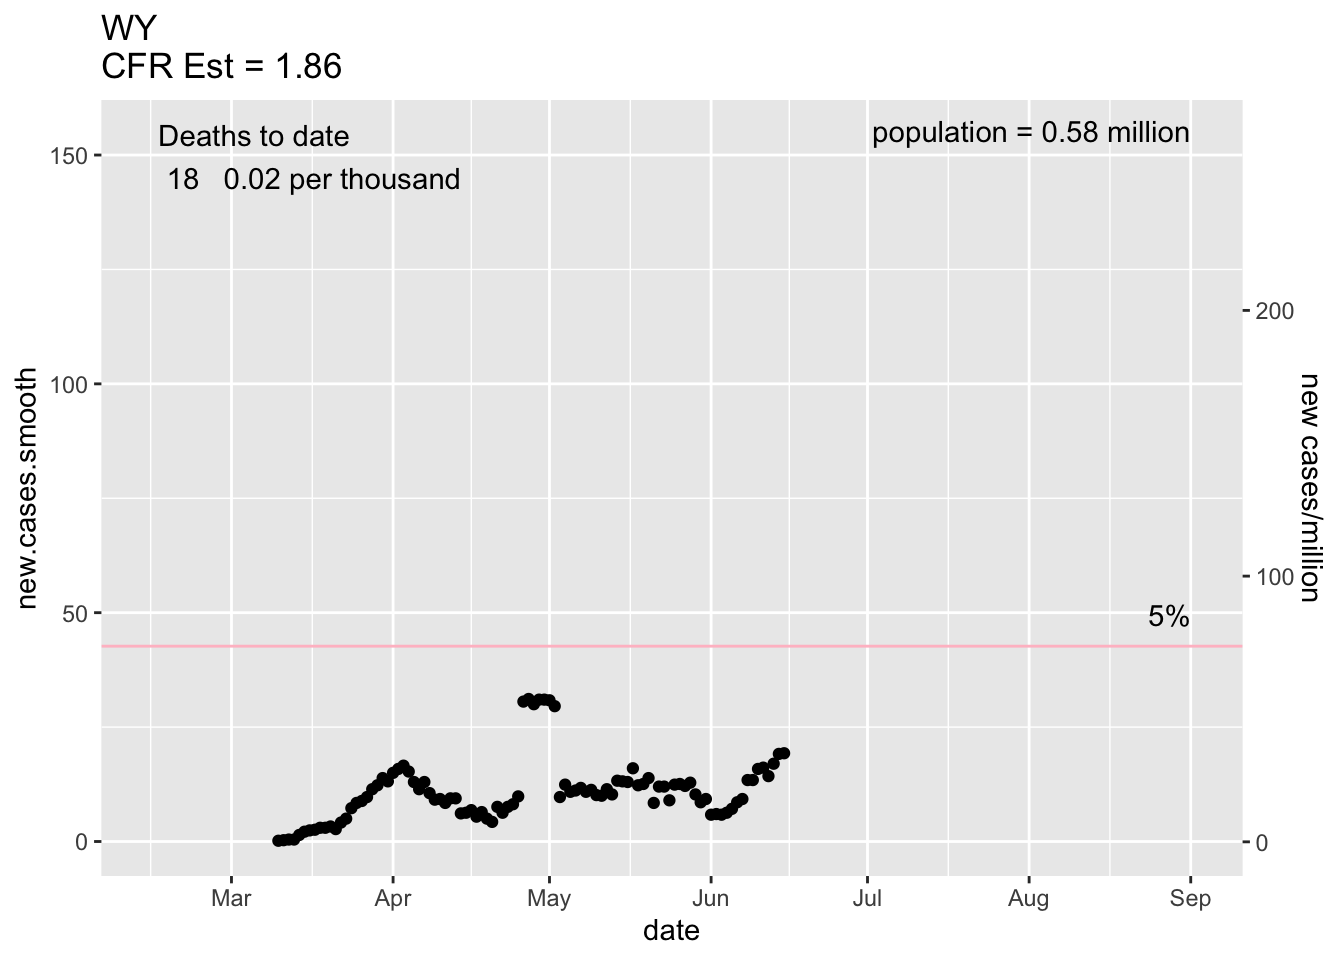 WY
CFR Est = 1.86
Deaths to date
18 0.02 per thousand
population = 0.58 million
150
100
50
0
new.cases.smooth
200
100
0
new cases/million
5%
Mar Apr May Jun Jul Aug Sep
date